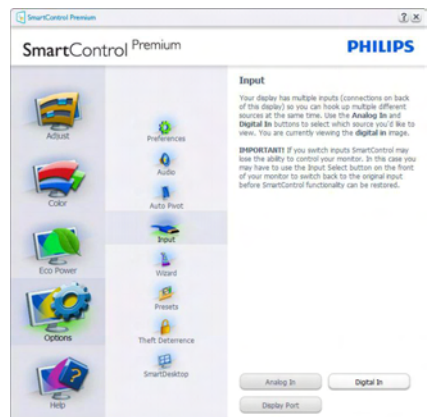 SmartControl Premium
SmartControl Premium
PHILIPS
Adjust
Color
Eco Power
Options
Help
Preferences
Audio
Auto Pivot
Input
Wizard
Presets
Theft Deterrence
SmartDesktop
Input
Your display has multiple inputs (connections on back
of this display) so you can hook up multiple different
sources at the same time. Use the Analog In and
Digital In buttons to select which source you'd like to
view. You are currently viewing the digital in image.
IMPORTANT! If you switch inputs SmartControl may
lose the ability to control your monitor. In this case you
may have to use the Input Select button on the front
of your monitor to switch back to the original input
before SmartControl functionality can be restored.
Analog In
Digital In
Display Port